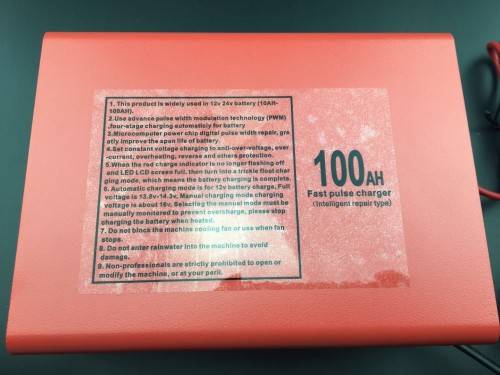 1. This product is widely used in 12v 24v battery (10AH-
100AH).
2.Use advance pulse width modulation technology (PWM)
,four-stage charging automaticly for battery
3.Microcomputer power chip digital pulse width repair, gre
atly improve the span life of battery
4.Set constant voltage charging to anti-over-voltage, over
-current, overheating, reverse and others protection.
5.When the red charge indicator is no longer flashing off
and LED LCD screen full, then turn into a trickle float char
ging mode, which means the battery charging is complete.
6. Automatic charging mode is for 12v battery charge, Full
voltage is 13.8v-14.3v, Manual charging mode charging
voltage is about 16v, Selecting the manual mode must be
manually monitored to prevent overcharge, please stop
charging the battery when heated.
7. Do not block the machine cooling fan or use when fan
stops.
8. Do not enter rainwater into the machine to avoid
damage.
9. Non-professionals are strictly prohibited to open or
modify the machine, or at your peril.
100AH
Fast pulse charger
(Intelligent repair type)